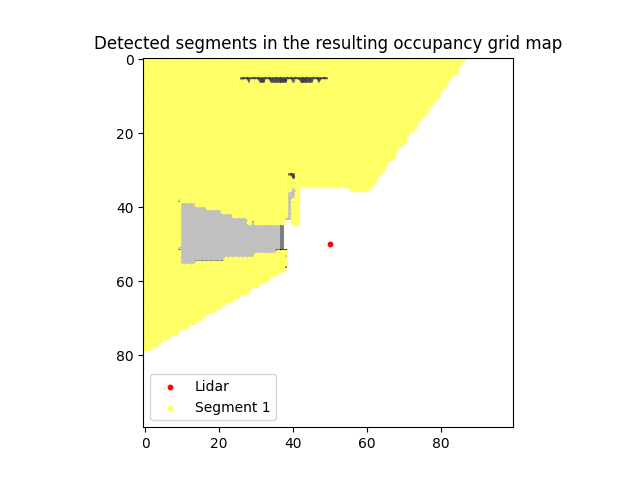 Detected segments in the resulting occupancy grid map
0
20
40
60
80
Lidar
Segment 1
0 20 40 60 80